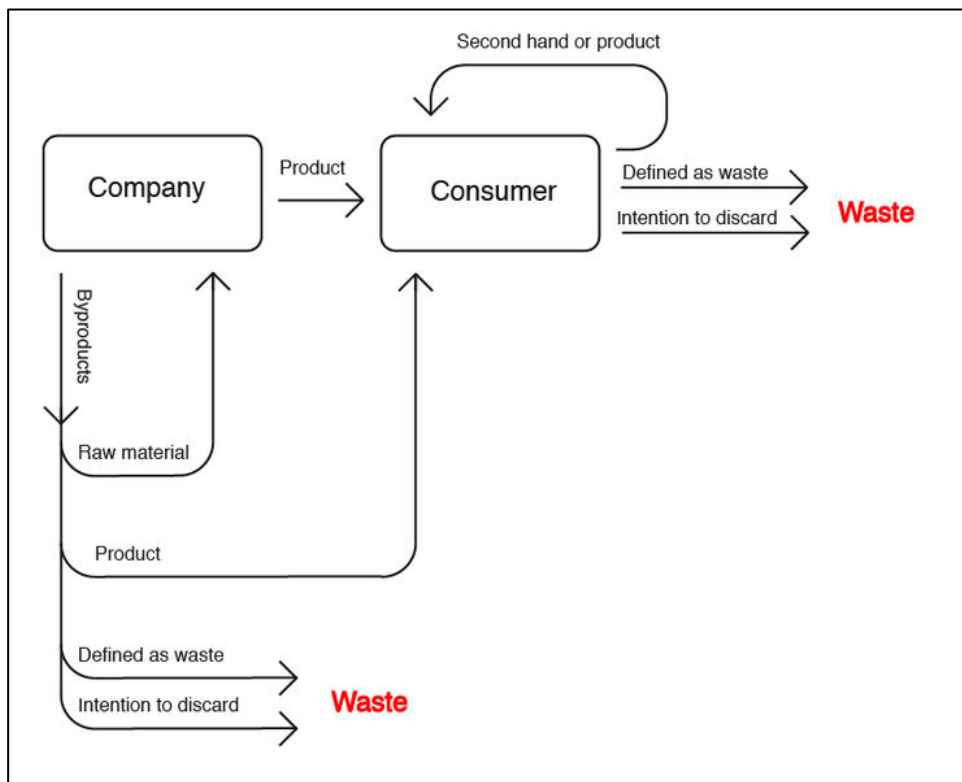 Second hand or product
Company
Product
Consumer
Defined as waste
Intention to discard
Waste
Byproducts
Raw material
Product
Defined as waste
Intention to discard
Waste